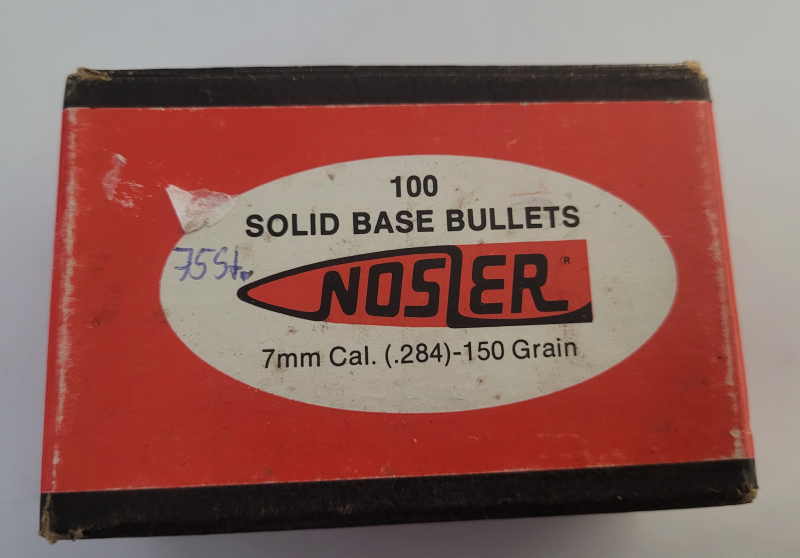 100
SOLID BASE BULLETS
75St.
NOSLER ®
7mm Cal. (.284)-150 Grain